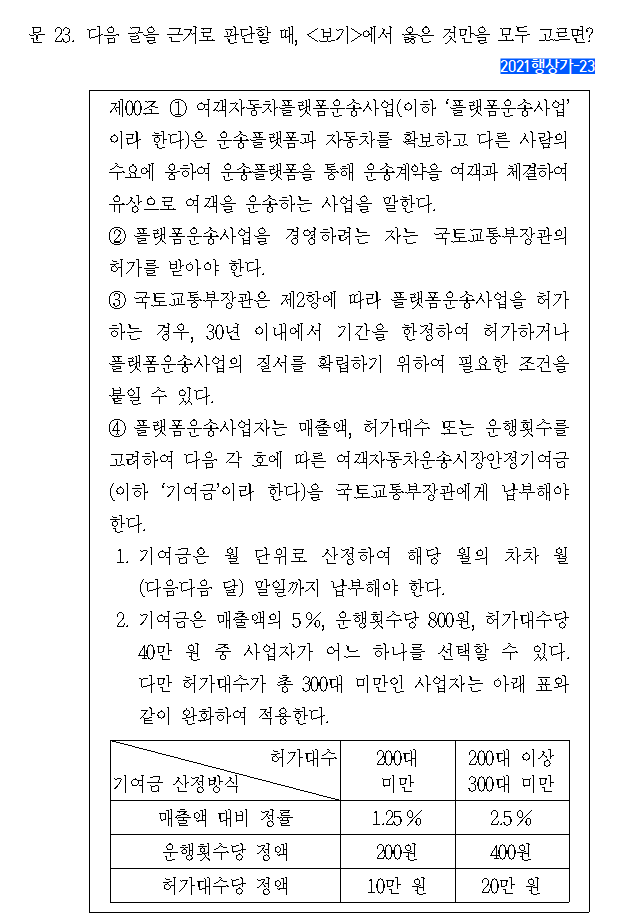 문 23. 다음 글을 근거로 판단할 때, <보기>에서 옳은 것만을 모두 고르면?
2021행상가-23
제00조 ① 여객자동차플랫폼운송사업(이하 ‘플랫폼운송사업’
이라 한다)은 운송플랫폼과 자동차를 확보하고 다른 사람의
수요에 응하여 운송플랫폼을 통해 운송계약을 여객과 체결하여
유상으로 여객을 운송하는 사업을 말한다.
② 플랫폼운송사업을 경영하려는 자는 국토교통부장관의
허가를 받아야 한다.
③ 국토교통부장관은 제2항에 따라 플랫폼운송사업을 허가
하는 경우, 30년 이내에서 기간을 한정하여 허가하거나
플랫폼운송사업의 질서를 확립하기 위하여 필요한 조건을
붙일 수 있다.
④ 플랫폼운송사업자는 매출액, 허가대수 또는 운행횟수를
고려하여 다음 각 호에 따른 여객자동차운송시장안정기여금
(이하 ‘기여금’이라 한다)을 국토교통부장관에게 납부해야
한다.
1. 기여금은 월 단위로 산정하여 해당 월의 차차 월
(다음다음 달) 말일까지 납부해야 한다.
2. 기여금은 매출액의 5%, 운행횟수당 800원, 허가대수당
40만 원 중 사업자가 어느 하나를 선택할 수 있다.
다만 허가대수가 총 300대 미만인 사업자는 아래 표와
같이 완화하여 적용한다.
허가대수 200대 200대 이상
기여금 산정방식 미만 300대 미만
매출액 대비 정률 1.25% 2.5%
운행횟수당 정액 200원 400원
허가대수당 정액 10만 원 20만 원